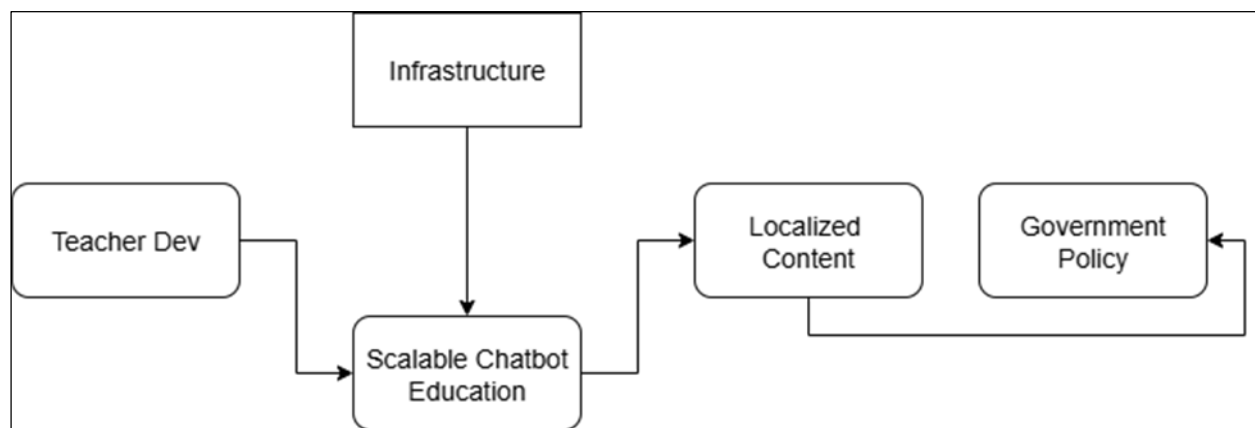 Infrastructure
Teacher Dev
Localized
Content
Government
Policy
Scalable Chatbot
Education